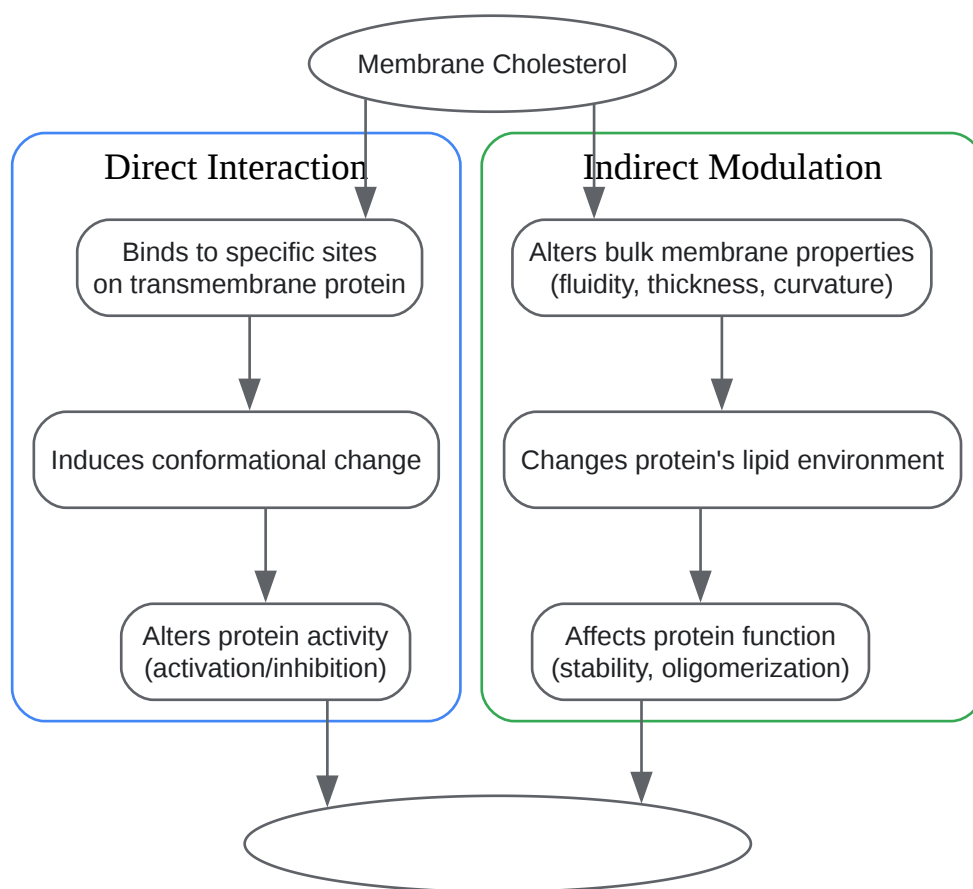 Membrane Cholesterol
Direct Interaction
Binds to specific sites
on transmembrane protein
Induces conformational change
Alters protein activity
(activation/inhibition)
Indirect Modulation
Alters bulk membrane properties
(fluidity, thickness, curvature)
Changes protein's lipid environment
Affects protein function
(stability, oligomerization)